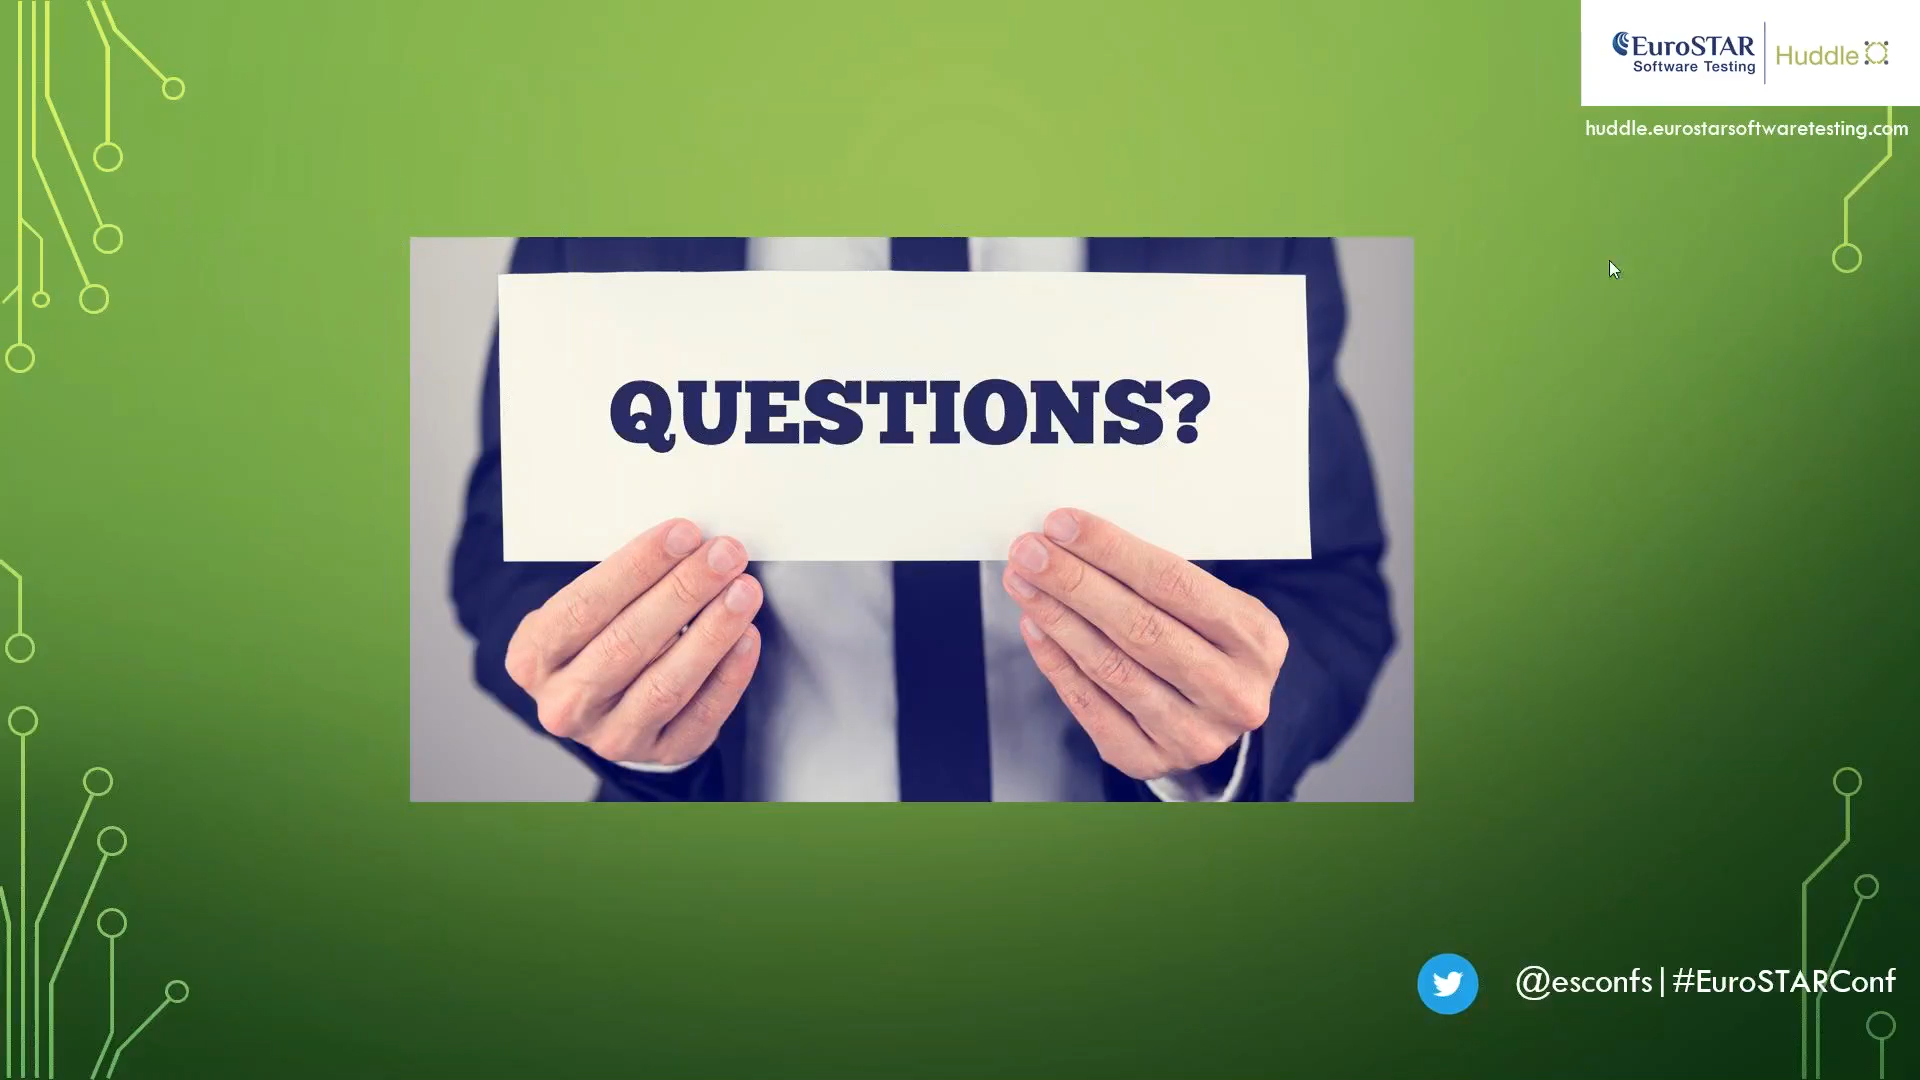 EuroSTAR
Software Testing
Huddle
huddle.eurostarsoftwaretesting.com
QUESTIONS?
@esconfs | #EuroSTARConf